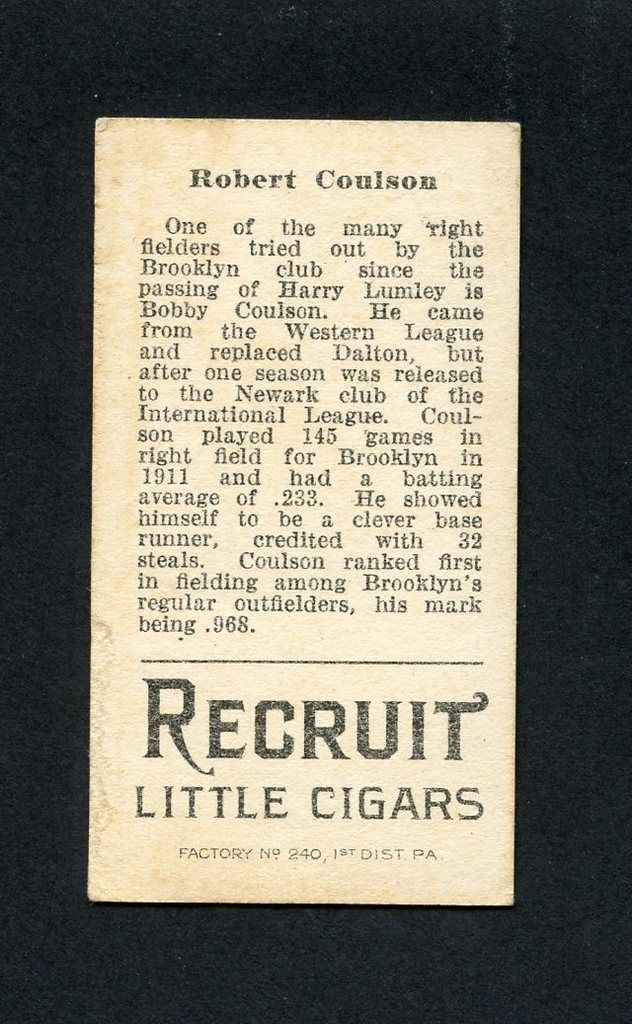 Robert Coulson
One of the many right
fielders tried out by the
Brooklyn club since the
passing of Harry Lumley is
Bobby Coulson. He came
from the Western League
and replaced Dalton, but
after one season was released
to the Newark club of the
International League. Coul-
son played 145 games in
right field for Brooklyn in
1911 and had a batting
average of .233. He showed
himself to be a clever base
runner, credited with 32
steals. Coulson ranked first
in fielding among Brooklyn's
regular outfielders, his mark
being .968.
RECRUIT
LITTLE CIGARS
FACTORY Nº 240, 1ST DIST. PA.